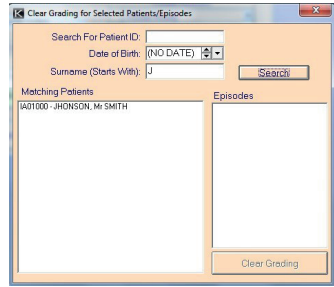 Clear Grading for Selected Patients/Episodes
Search For Patient ID:
Date of Birth: (NO DATE)
Surname (Starts With): J
Search
Matching Patients
Episodes
IA01000 - JHONSON, Mr SMITH
Clear Grading